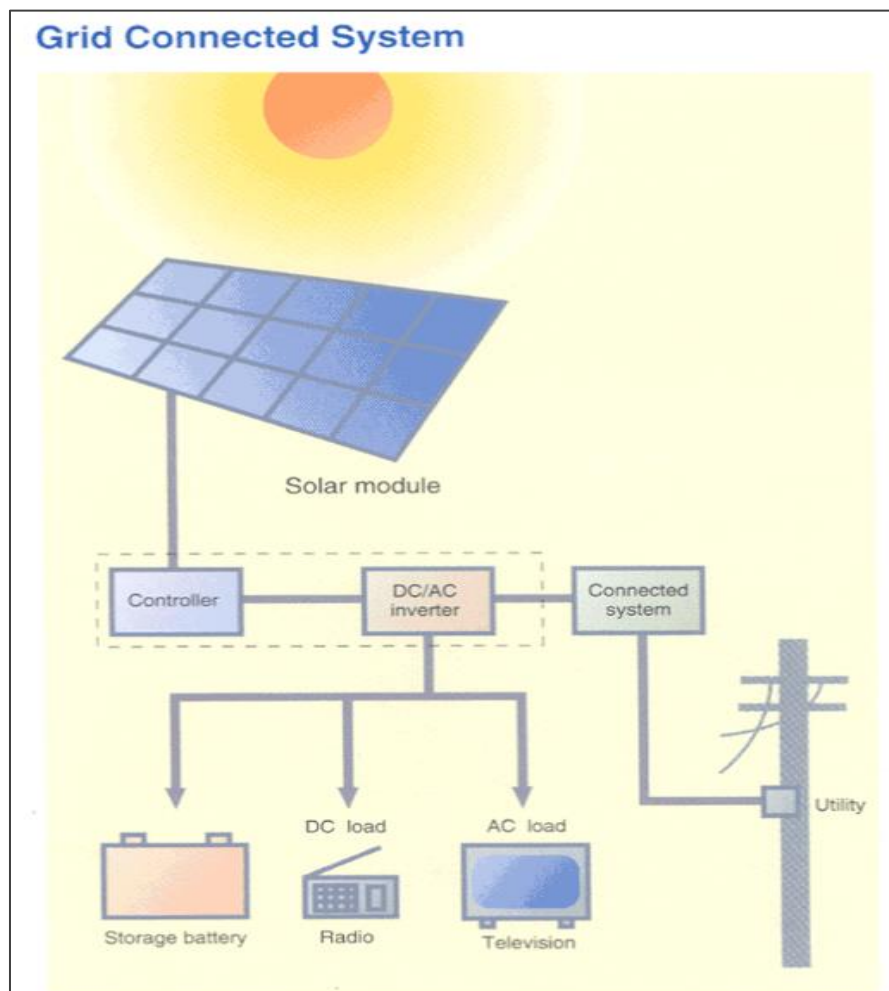 Grid Connected System
Solar module
Controller
DC/AC
inverter
Connected
system
Utility
DC load
AC load
Storage battery
Radio
Television